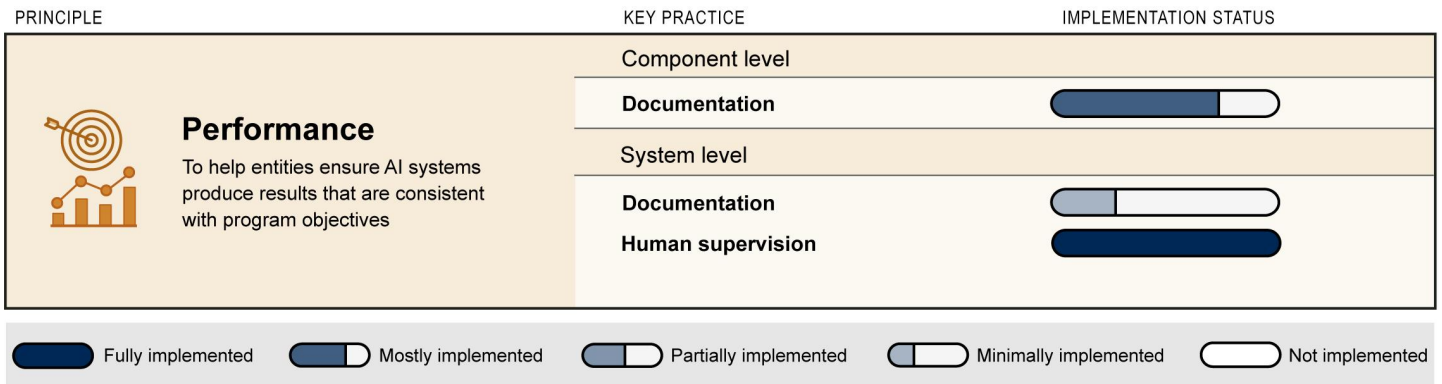 PRINCIPLE
KEY PRACTICE
IMPLEMENTATION STATUS
Performance
To help entities ensure AI systems
produce results that are consistent
with program objectives
Component level
Documentation
System level
Documentation
Human supervision
Fully implemented
Mostly implemented
Partially implemented
Minimally implemented
Not implemented